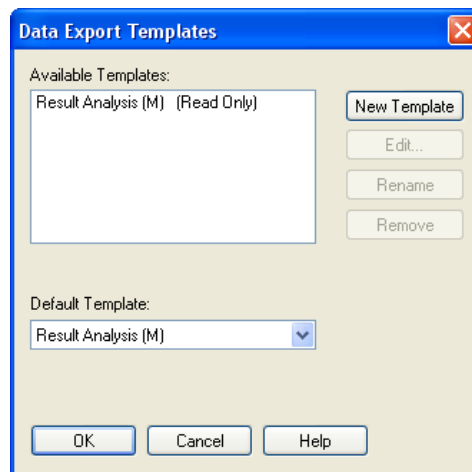 Data Export Templates
Available Templates:
Result Analysis (M) (Read Only)
New Template
Edit...
Rename
Remove
Default Template:
Result Analysis (M)
OK
Cancel
Help